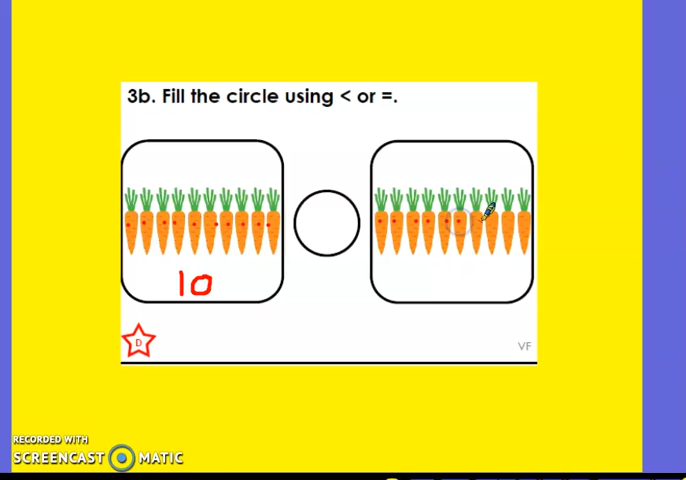 3b. Fill the circle using < or =.
10
D
VF
RECORDED WITH
SCREENCAST MATIC